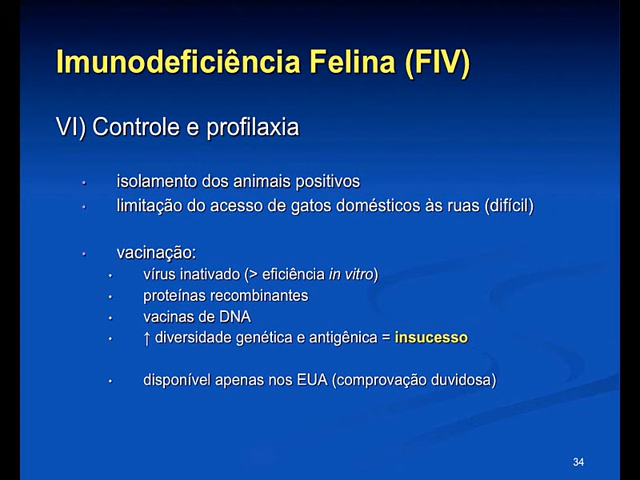 Imunodeficiência Felina (FIV)
VI) Controle e profilaxia
• isolamento dos animais positivos
• limitação do acesso de gatos domésticos às ruas (difícil)
• vacinação:
• vírus inativado (> eficiência in vitro)
• proteínas recombinantes
• vacinas de DNA
• ↑ diversidade genética e antigênica = insucesso
• disponível apenas nos EUA (comprovação duvidosa)
34